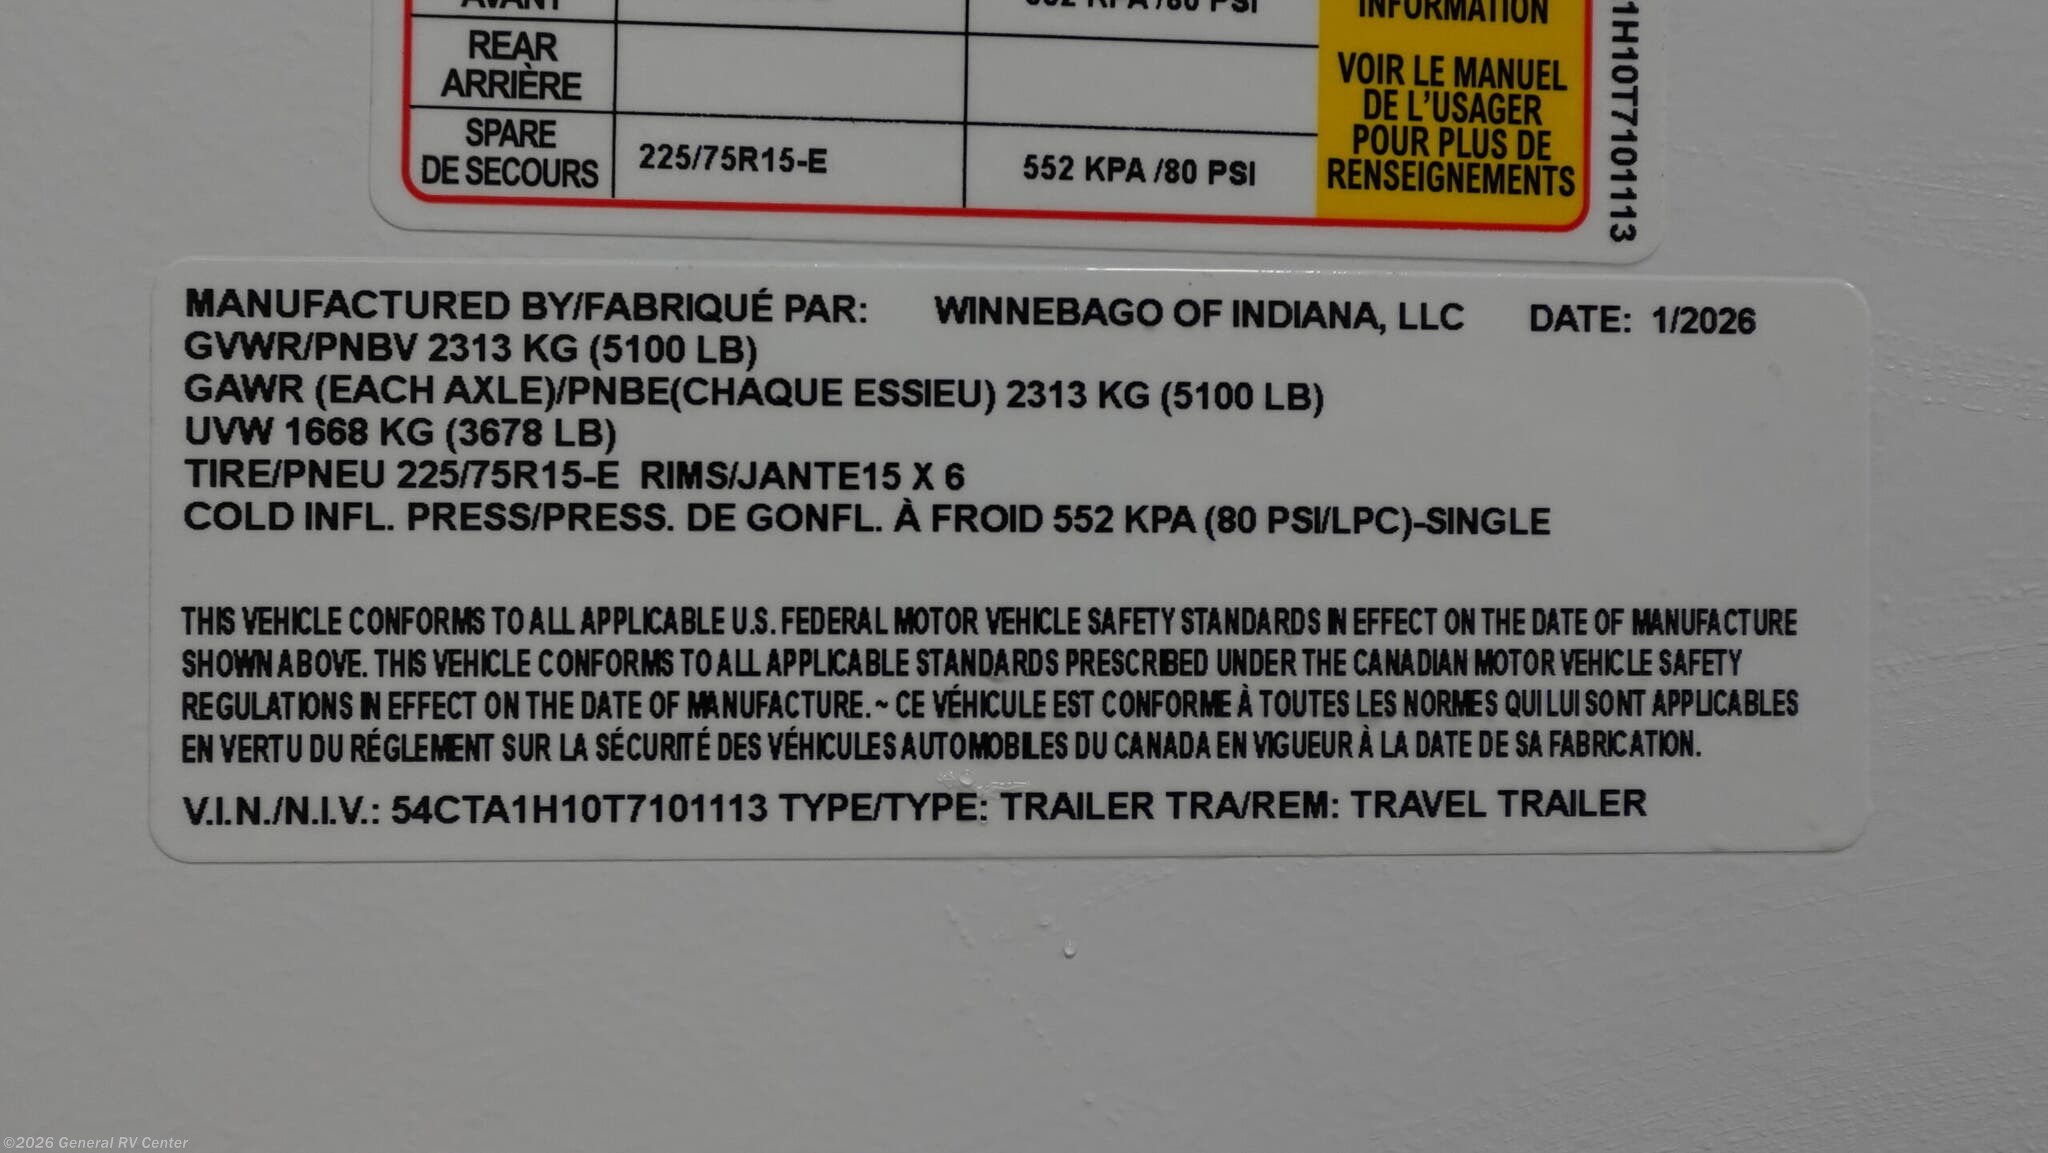 AVANT 552 KPA /80 PSI INFORMATION
REAR
ARRIÈRE
SPARE
DE SECOURS 225/75R15-E 552 KPA /80 PSI
VOIR LE MANUEL
DE L'USAGER
POUR PLUS DE
RENSEIGNEMENTS
1H10T7101113
MANUFACTURED BY/FABRIQUÉ PAR: WINNEBAGO OF INDIANA, LLC DATE: 1/2026
GVWR/PNBV 2313 KG (5100 LB)
GAWR (EACH AXLE)/PNBE(CHAQUE ESSIEU) 2313 KG (5100 LB)
UVW 1668 KG (3678 LB)
TIRE/PNEU 225/75R15-E RIMS/JANTE15 X 6
COLD INFL. PRESS/PRESS. DE GONFL. À FROID 552 KPA (80 PSI/LPC)-SINGLE
THIS VEHICLE CONFORMS TO ALL APPLICABLE U.S. FEDERAL MOTOR VEHICLE SAFETY STANDARDS IN EFFECT ON THE DATE OF MANUFACTURE
SHOWN ABOVE. THIS VEHICLE CONFORMS TO ALL APPLICABLE STANDARDS PRESCRIBED UNDER THE CANADIAN MOTOR VEHICLE SAFETY
REGULATIONS IN EFFECT ON THE DATE OF MANUFACTURE. ~ CE VÉHICULE EST CONFORME À TOUTES LES NORMES QUI LUI SONT APPLICABLES
EN VERTU DU RÉGLEMENT SUR LA SÉCURITÉ DES VÉHICULES AUTOMOBILES DU CANADA EN VIGUEUR À LA DATE DE SA FABRICATION.
V.I.N./N.I.V.: 54CTA1H10T7101113 TYPE/TYPE: TRAILER TRA/REM: TRAVEL TRAILER
©2026 General RV Center